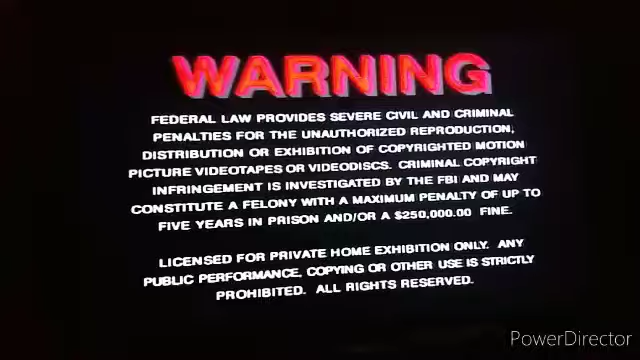 WARNING
FEDERAL LAW PROVIDES SEVERE CIVIL AND CRIMINAL
PENALTIES FOR THE UNAUTHORIZED REPRODUCTION,
DISTRIBUTION OR EXHIBITION OF COPYRIGHTED MOTION
PICTURE VIDEOTAPES OR VIDEODISCS. CRIMINAL COPYRIGHT
INFRINGEMENT IS INVESTIGATED BY THE FBI AND MAY
CONSTITUTE A FELONY WITH A MAXIMUM PENALTY OF UP TO
FIVE YEARS IN PRISON AND/OR A $250,000.00 FINE.
LICENSED FOR PRIVATE HOME EXHIBITION ONLY. ANY
PUBLIC PERFORMANCE, COPYING OR OTHER USE IS STRICTLY
PROHIBITED. ALL RIGHTS RESERVED.
PowerDirector